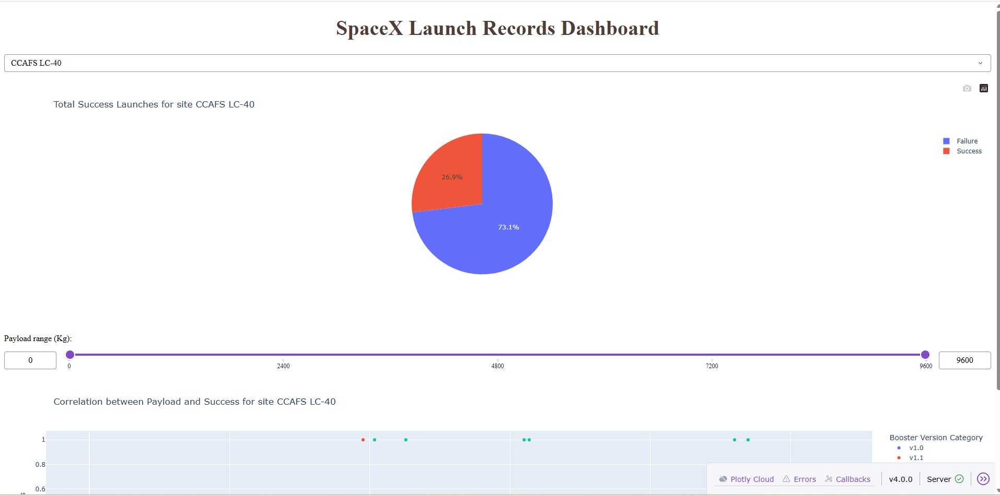 SpaceX Launch Records Dashboard
CCAFS LC-40
Total Success Launches for site CCAFS LC-40
Failure
Success
26.9%
73.1%
Payload range (Kg):
0
0 2400 4800 7200 9600
9600
Correlation between Payload and Success for site CCAFS LC-40
1
0.8
0.6
Booster Version Category
v1.0
v1.1
Plotly Cloud Errors Callbacks v4.0.0 Server